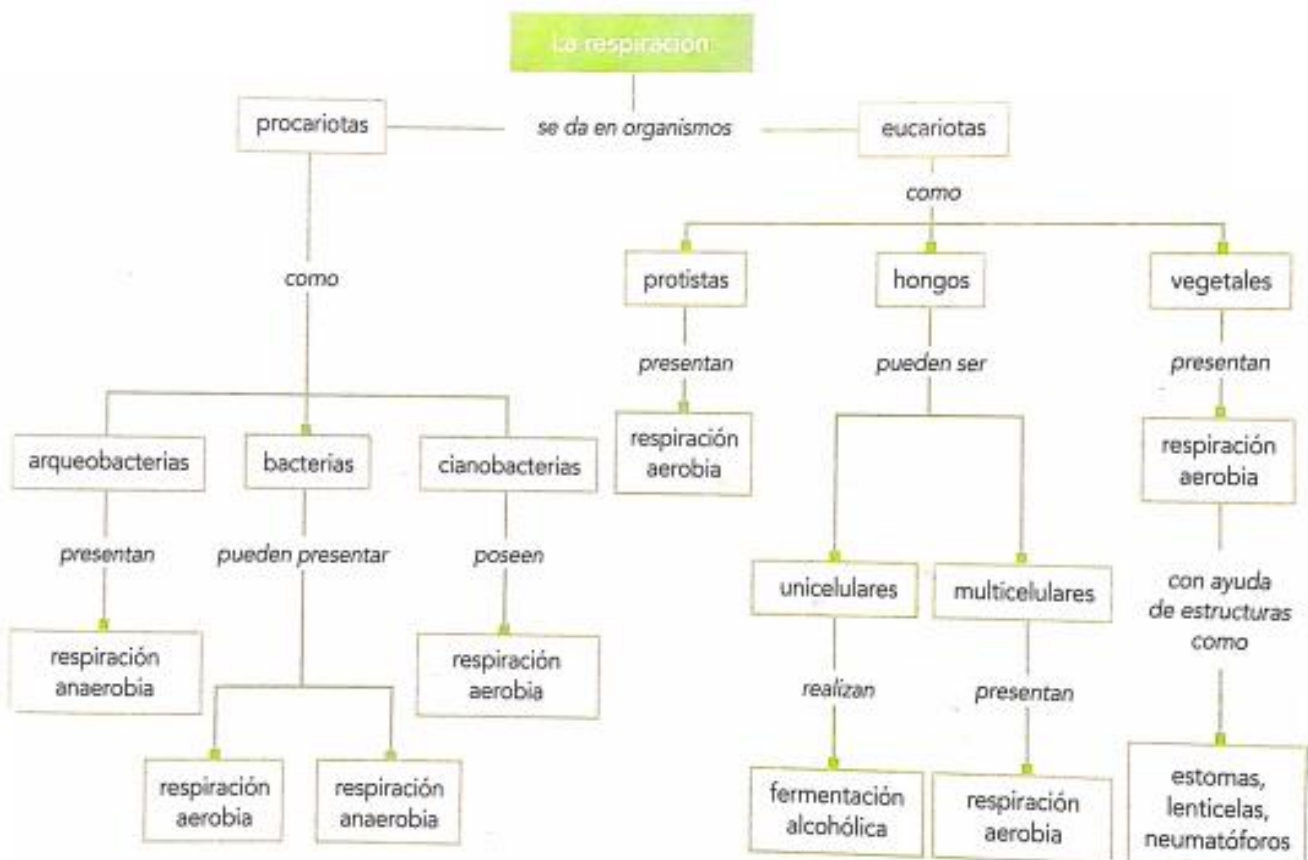 La respiración
procariotas
se da en organismos
eucariotas
como
como
protistas
hongos
vegetales
presentan
pueden ser
presentan
arqueobacterias
bacterias
cianobacterias
respiración
aerobia
respiración
aerobia
presentan
pueden presentar
poseen
unicelulares
multicelulares
con ayuda
de estructuras
como
respiración
anaerobia
respiración
aerobia
realizan
presentan
respiración
aerobia
respiración
anaerobia
fermentación
alcohólica
respiración
aerobia
estomas,
lenticelas,
neumatóforos